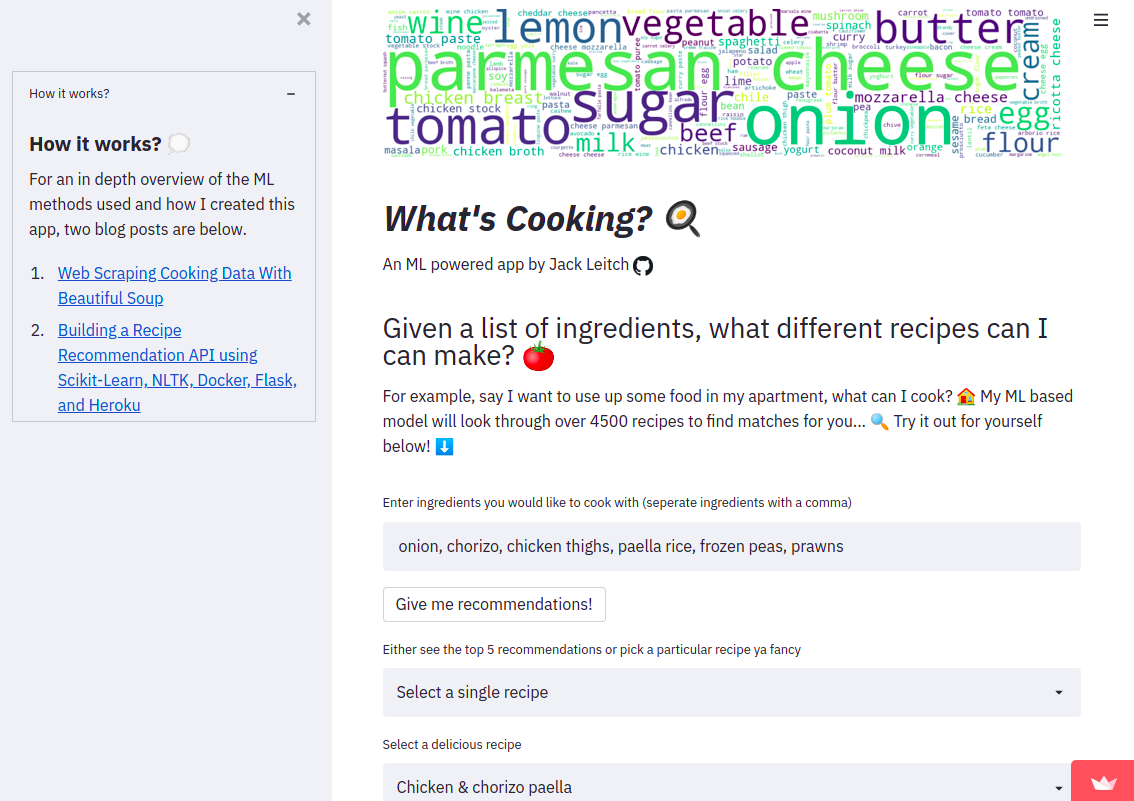 How it works?
How it works?
For an in depth overview of the ML
methods used and how I created this
app, two blog posts are below.
1. Web Scraping Cooking Data With
Beautiful Soup
2. Building a Recipe
Recommendation API using
Scikit-Learn, NLTK, Docker, Flask,
and Heroku
wine lemon vegetable butter
parmesan cheese
tomato sugar onion
cream
egg
flour
milk
beef
chicken breast
mozzarella cheese
ricotta cheese
tomato paste
mushroom
spinach
curry
spaghetti
salad
potato
lime
chile
bean
paste
rice
bread
sesame
soy
chicken stock
pasta
masala
pork
chicken broth
chicken
sausage
yogurt
coconut milk
orange
tomato tomato
cheddar cheese
What's Cooking?
An ML powered app by Jack Leitch
Given a list of ingredients, what different recipes can I
can make?
For example, say I want to use up some food in my apartment, what can I cook? My ML based
model will look through over 4500 recipes to find matches for you... Try it out for yourself
below!
Enter ingredients you would like to cook with (seperate ingredients with a comma)
onion, chorizo, chicken thighs, paella rice, frozen peas, prawns
Give me recommendations!
Either see the top 5 recommendations or pick a particular recipe ya fancy
Select a single recipe
Select a delicious recipe
Chicken & chorizo paella